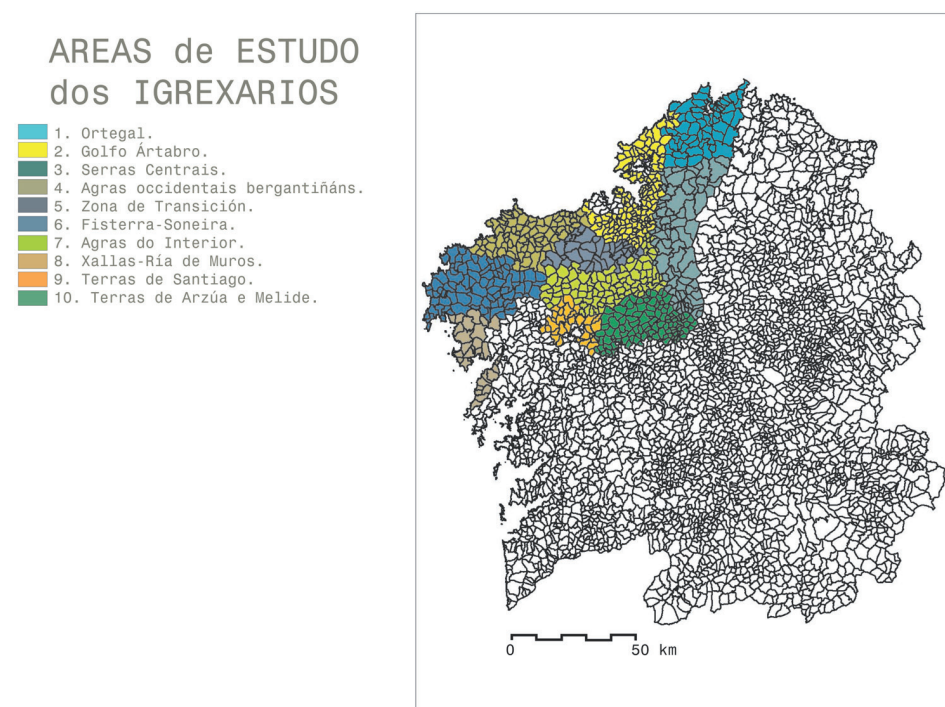 AREAS de ESTUDO
dos IGREXARIOS
1. Ortegal.
2. Golfo Ártabro.
3. Serras Centrais.
4. Agras occidentais bergantiñáns.
5. Zona de Transición.
6. Fisterra-Soneira.
7. Agras do Interior.
8. Xallas-Ría de Muros.
9. Terras de Santiago.
10. Terras de Arzúa e Melide.
0 50 km